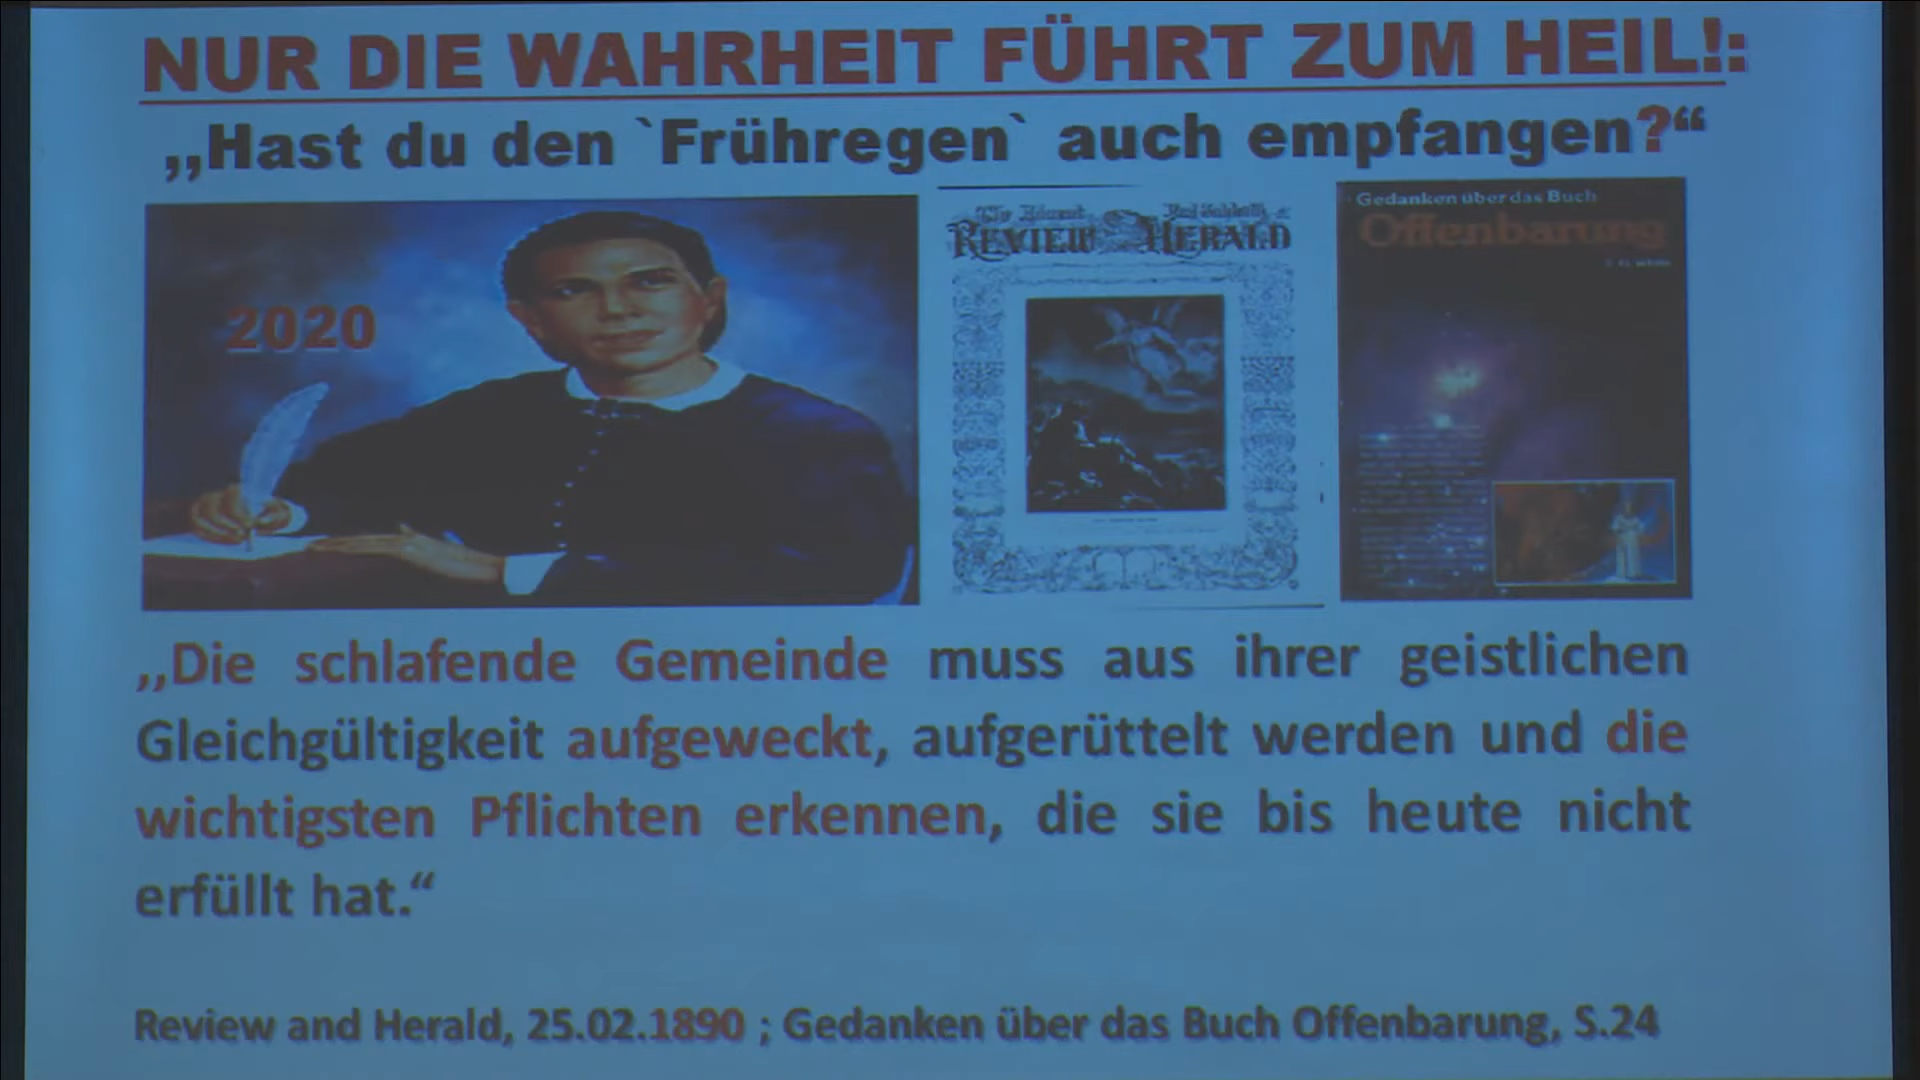 NUR DIE WAHRHEIT FÜHRT ZUM HEIL!:
,,Hast du den `Frühregen` auch empfangen?“
2020
REVIEW HERALD
Gedanken über das Buch
Offenbarung
,,Die schlafende Gemeinde muss aus ihrer geistlichen
Gleichgültigkeit aufgeweckt, aufgerüttelt werden und die
wichtigsten Pflichten erkennen, die sie bis heute nicht
erfüllt hat.“
Review and Herald, 25.02.1890 ; Gedanken über das Buch Offenbarung, S.24